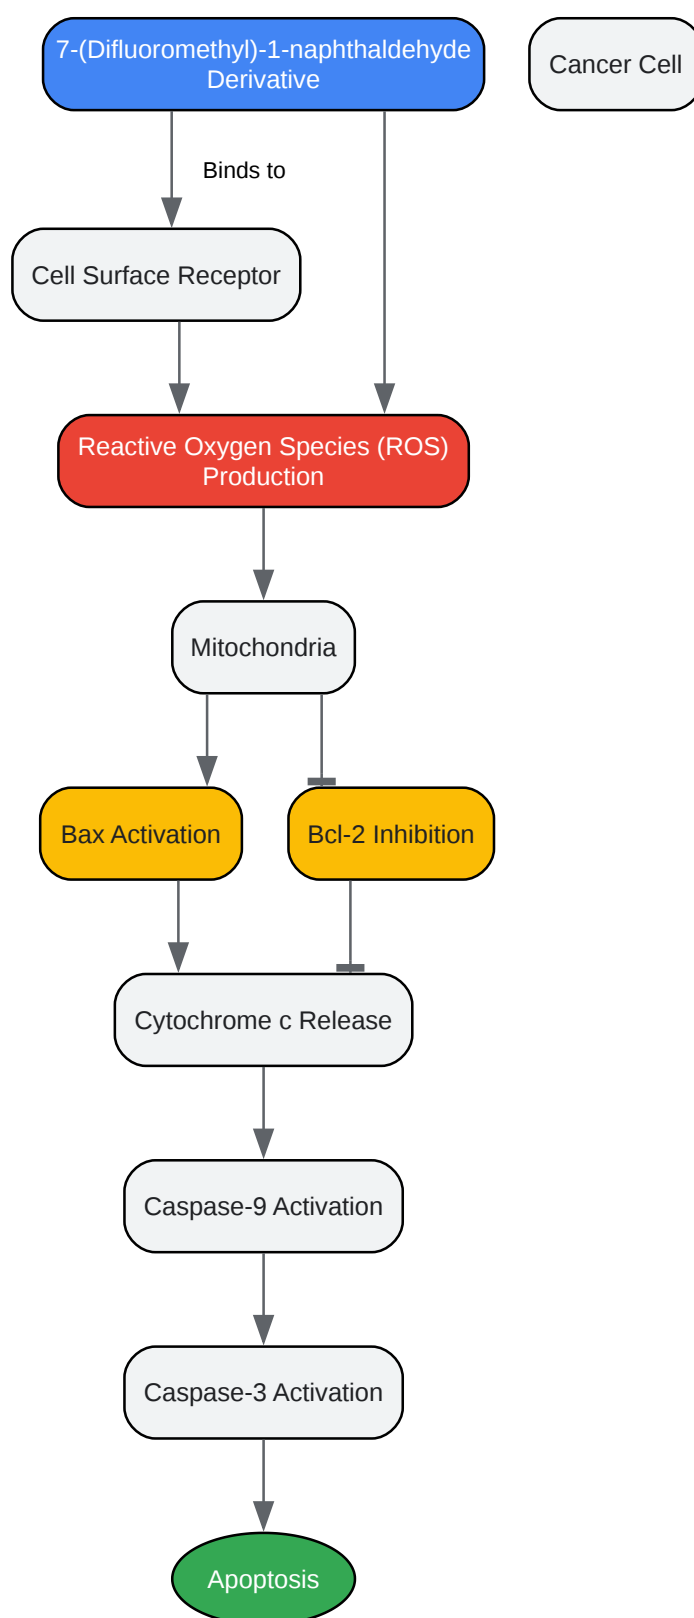 7-(Difluoromethyl)-1-naphthaldehyde
Derivative
Cancer Cell
Binds to
Cell Surface Receptor
Reactive Oxygen Species (ROS)
Production
Mitochondria
Bax Activation
Bcl-2 Inhibition
Cytochrome c Release
Caspase-9 Activation
Caspase-3 Activation
Apoptosis